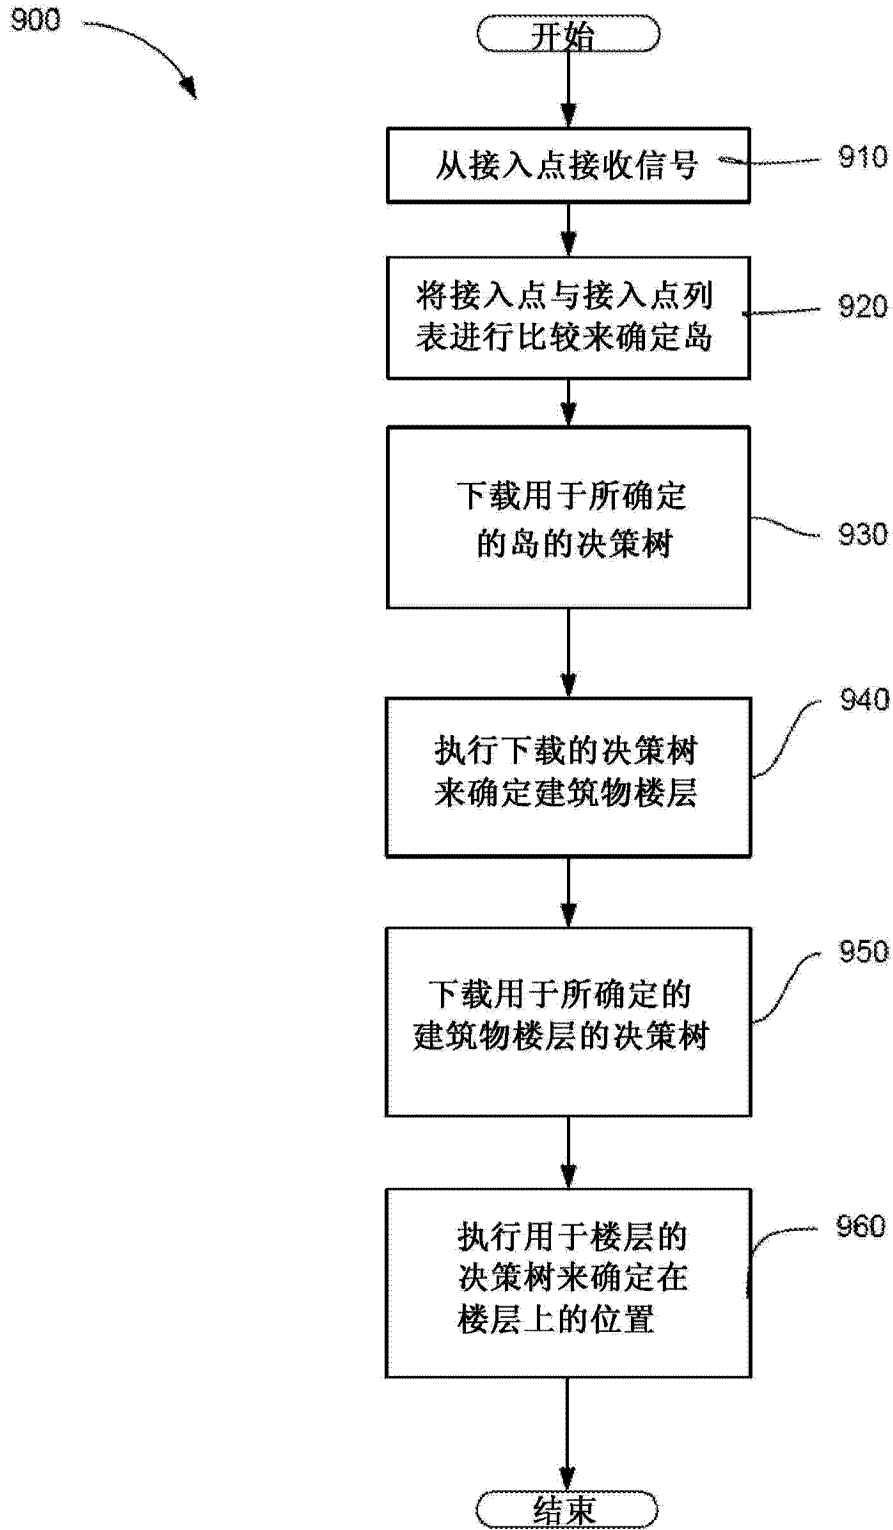 900
开始
从接入点接收信号
910
将接入点与接入点列
表进行比较来确定岛
920
下载用于所确定
的岛的决策树
930
执行下载的决策树
来确定建筑物楼层
940
下载用于所确定的
建筑物楼层的决策树
950
执行用于楼层的
决策树来确定在
楼层上的位置
960
结束